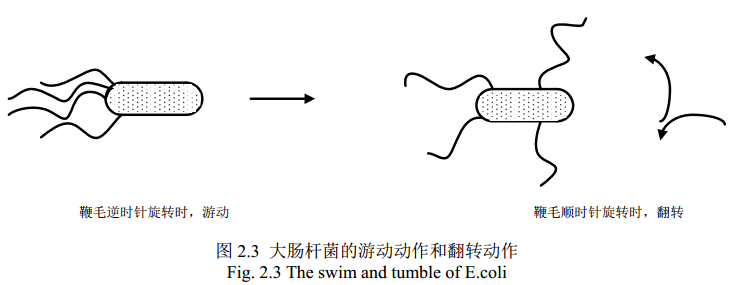 鞭毛逆时针旋转时，游动
鞭毛顺时针旋转时，翻转
图 2.3 大肠杆菌的游动动作和翻转动作
Fig. 2.3 The swim and tumble of E.coli